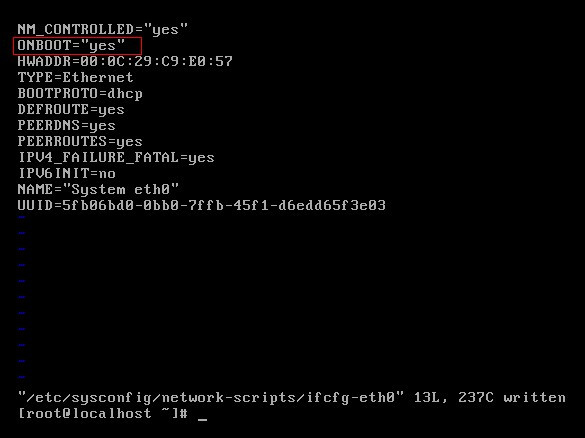 NM_CONTROLLED="yes"
ONBOOT="yes"
HWADDR=00:0C:29:C9:E0:57
TYPE=Ethernet
BOOTPROTO=dhcp
DEFROUTE=yes
PEERDNS=yes
PEERROUTES=yes
IPV4_FAILURE_FATAL=yes
IPV6INIT=no
NAME="System eth0"
UUID=5fb06bd0-0bb0-7ffb-45f1-d6edd65f3e03
~
~
~
~
~
~
~
~
~
~
~
"/etc/sysconfig/network-scripts/ifcfg-eth0" 13L, 237C written
[root@localhost ~]# _